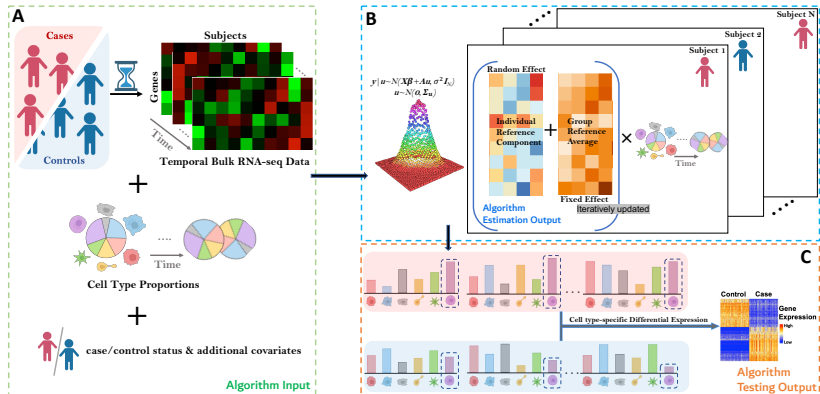 A
Cases
Controls
Subjects
Genes
Time
Temporal Bulk RNA-seq Data
+
....
Time
Cell Type Proportions
+
case/control status & additional covariates
Algorithm Input
B
Subject N
Subject 2
Subject 1
y| u~N(Xβ+Au, σ²I_N)
u~N(0,Σ_u)
Random Effect
Individual
Reference
Component
+
Group
Reference
Average
Fixed Effect
Algorithm
Estimation Output
Iteratively updated
×
....
Time
C
...
Cell type-specific Differential Expression
...
Control Case
Gene
Expression
High
Low
Algorithm
Testing Output